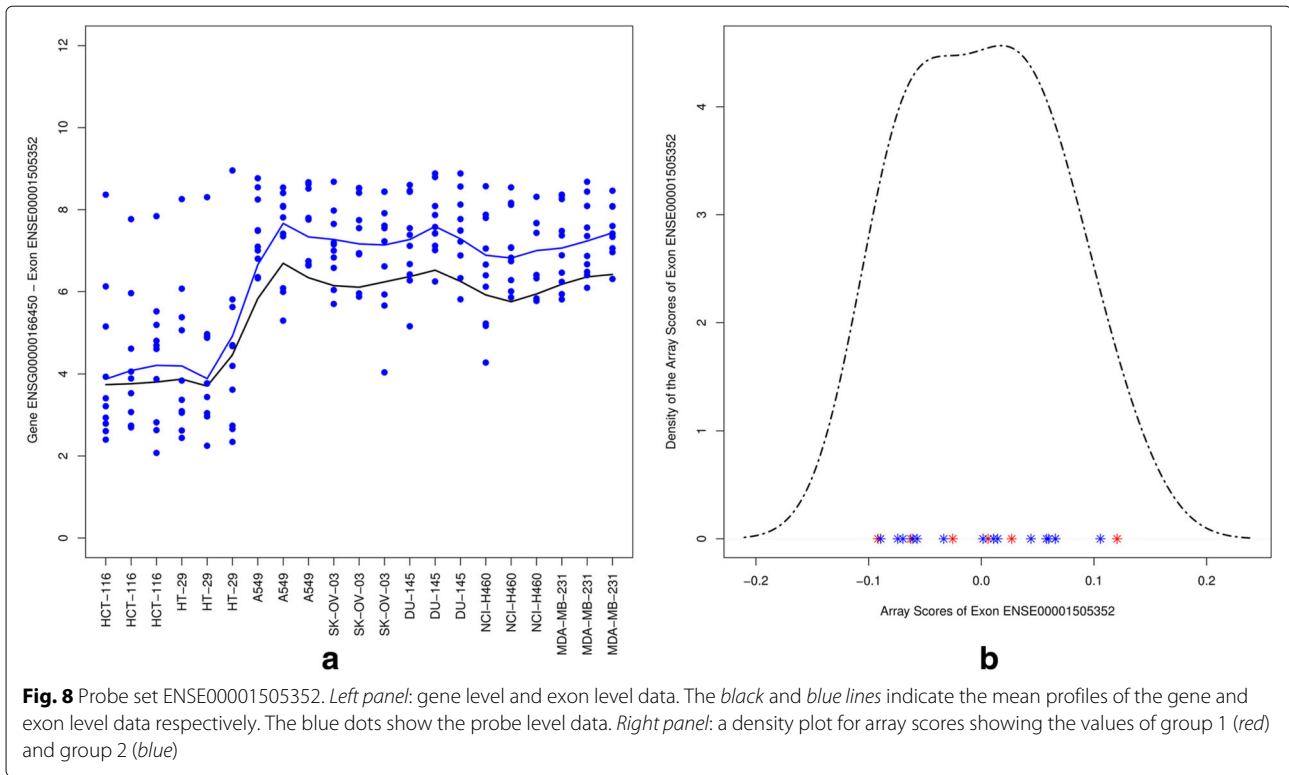 Gene ENSG00000166450 – Exon ENSE00001505352
12
10
8
6
4
2
0
HCT−116
HCT−116
HCT−116
HT−29
HT−29
HT−29
A549
A549
A549
SK−OV−03
SK−OV−03
SK−OV−03
DU−145
DU−145
DU−145
NCI−H460
NCI−H460
NCI−H460
MDA−MB−231
MDA−MB−231
MDA−MB−231
a
Density of the Array Scores of Exon ENSE00001505352
4
3
2
1
0
−0.2
−0.1
0.0
0.1
0.2
Array Scores of Exon ENSE00001505352
b
Fig. 8 Probe set ENSE00001505352. Left panel: gene level and exon level data. The black and blue lines indicate the mean profiles of the gene and
exon level data respectively. The blue dots show the probe level data. Right panel: a density plot for array scores showing the values of group 1 (red)
and group 2 (blue)